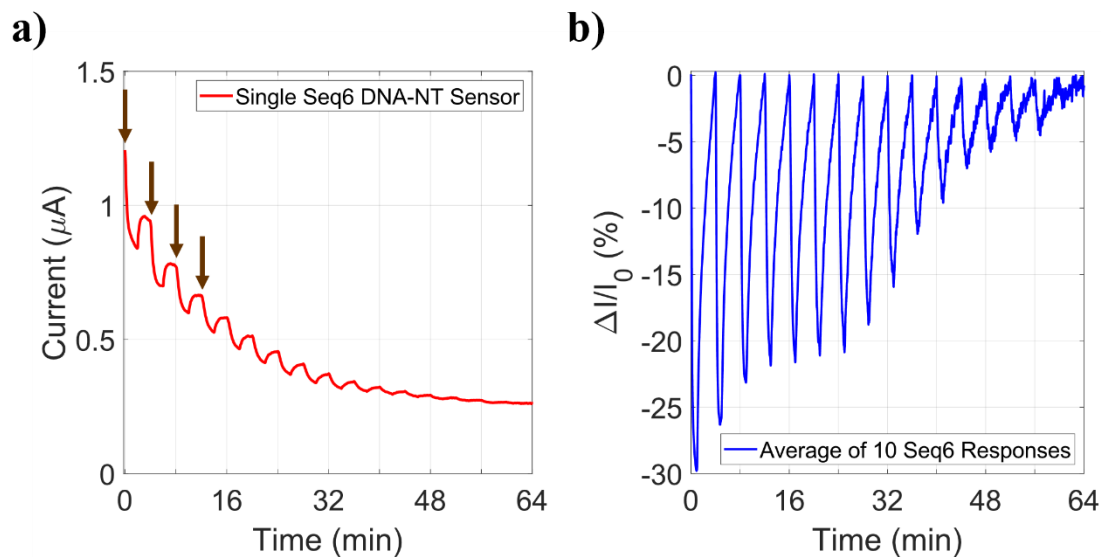 a)
1.5
1
0.5
0
Current (μA)
Single Seq6 DNA-NT Sensor
0 16 32 48 64
Time (min)
b)
0
-5
-10
-15
-20
-25
-30
ΔI/I0 (%)
Average of 10 Seq6 Responses
0 16 32 48 64
Time (min)